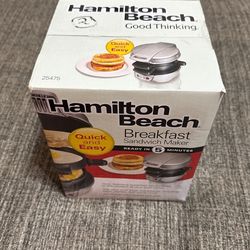 Hamilton
Beach
Good Thinking.
Quick
and
Easy
25475
Hamilton
Beach
Quick
and
Easy
Breakfast
Sandwich Maker
READY IN 5 MINUTES